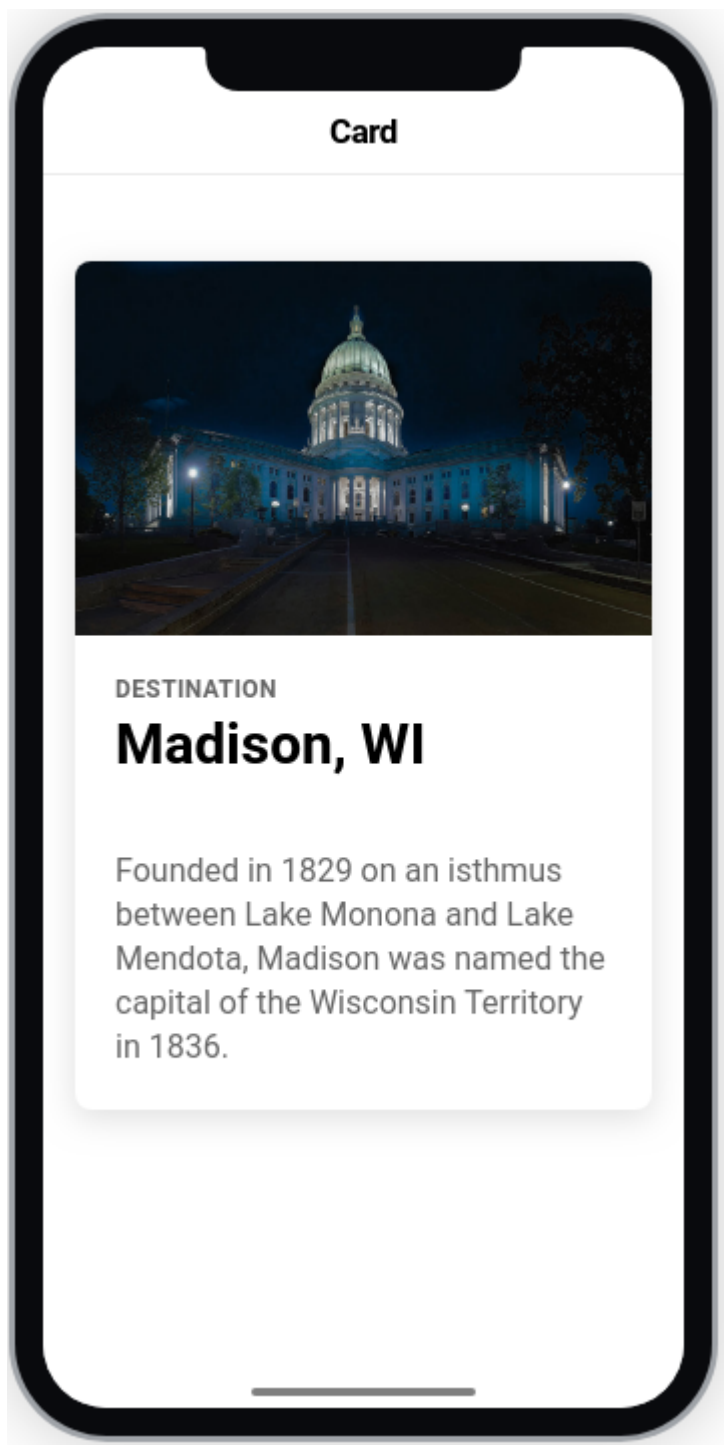 Card
DESTINATION
Madison, WI
Founded in 1829 on an isthmus
between Lake Monona and Lake
Mendota, Madison was named the
capital of the Wisconsin Territory
in 1836.